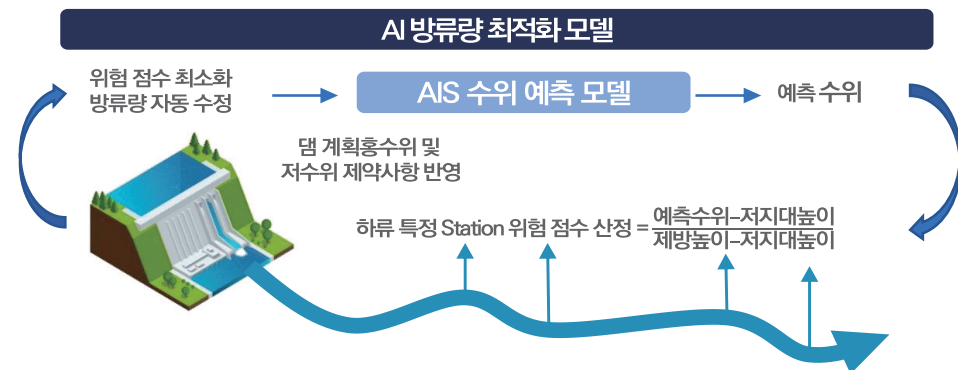 AI 방류량 최적화 모델
위험 점수 최소화
방류량 자동 수정
AIS 수위 예측 모델
예측 수위
댐 계획홍수위 및
저수위 제약사항 반영
하류 특정 Station 위험 점수 산정 = 예측수위-저지대높이
제방높이-저지대높이